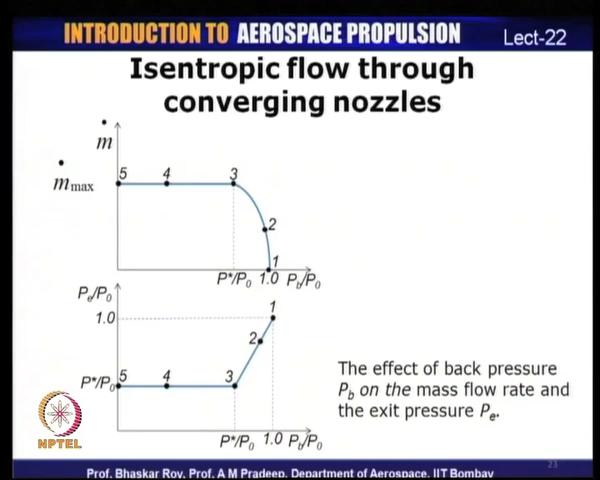 INTRODUCTION TO AEROSPACE PROPULSION
Lect-22
Isentropic flow through
converging nozzles
ṁ
ṁmax
5 4 3
2
1
P*/P₀ 1.0 Pb/P₀
Pe/P₀
1.0
1
2
P*/P₀ 5 4 3
P*/P₀ 1.0 Pb/P₀
The effect of back pressure
Pb on the mass flow rate and
the exit pressure Pe.
NPTEL
23
Prof. Bhaskar Roy, Prof. A M Pradeep, Department of Aerospace, IIT Bombay